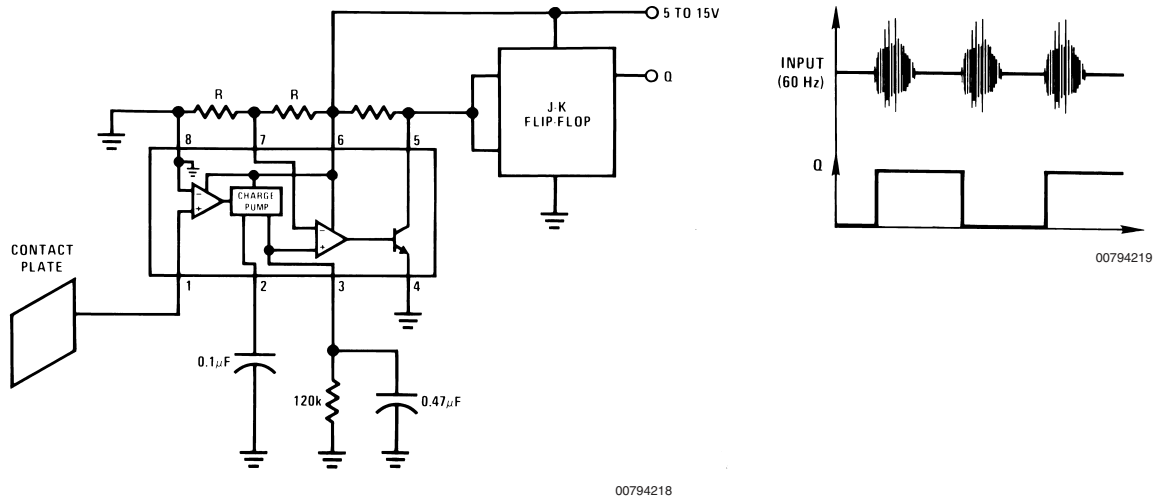 5 TO 15V
Q
J-K
FLIP-FLOP
R
R
8
7
6
5
CHARGE
PUMP
CONTACT
PLATE
1
2
3
4
0.1μF
120k
0.47μF
00794218
INPUT
(60 Hz)
Q
00794219
-
+
-
+